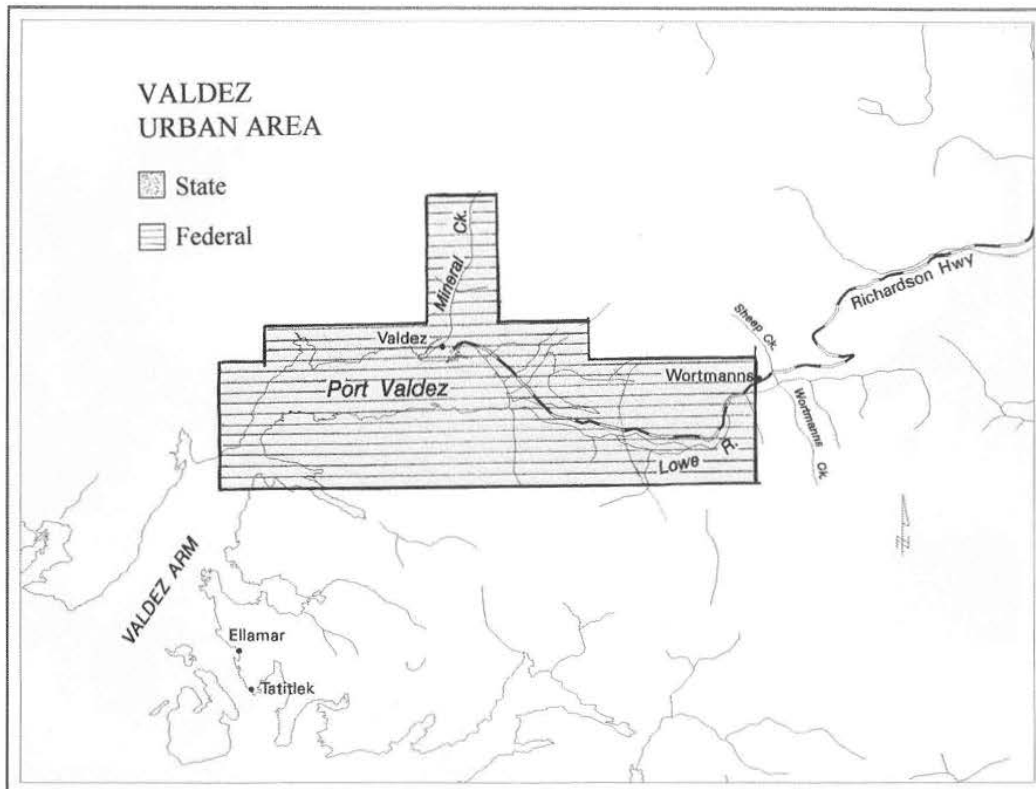 VALDEZ
URBAN AREA
State
Federal
Mineral Ck.
Valdez
Port Valdez
Sheep Ck.
Richardson Hwy
Wortmanns
Wortmanns Ck.
Lowe R.
VALDEZ ARM
Ellamar
Tatitlek